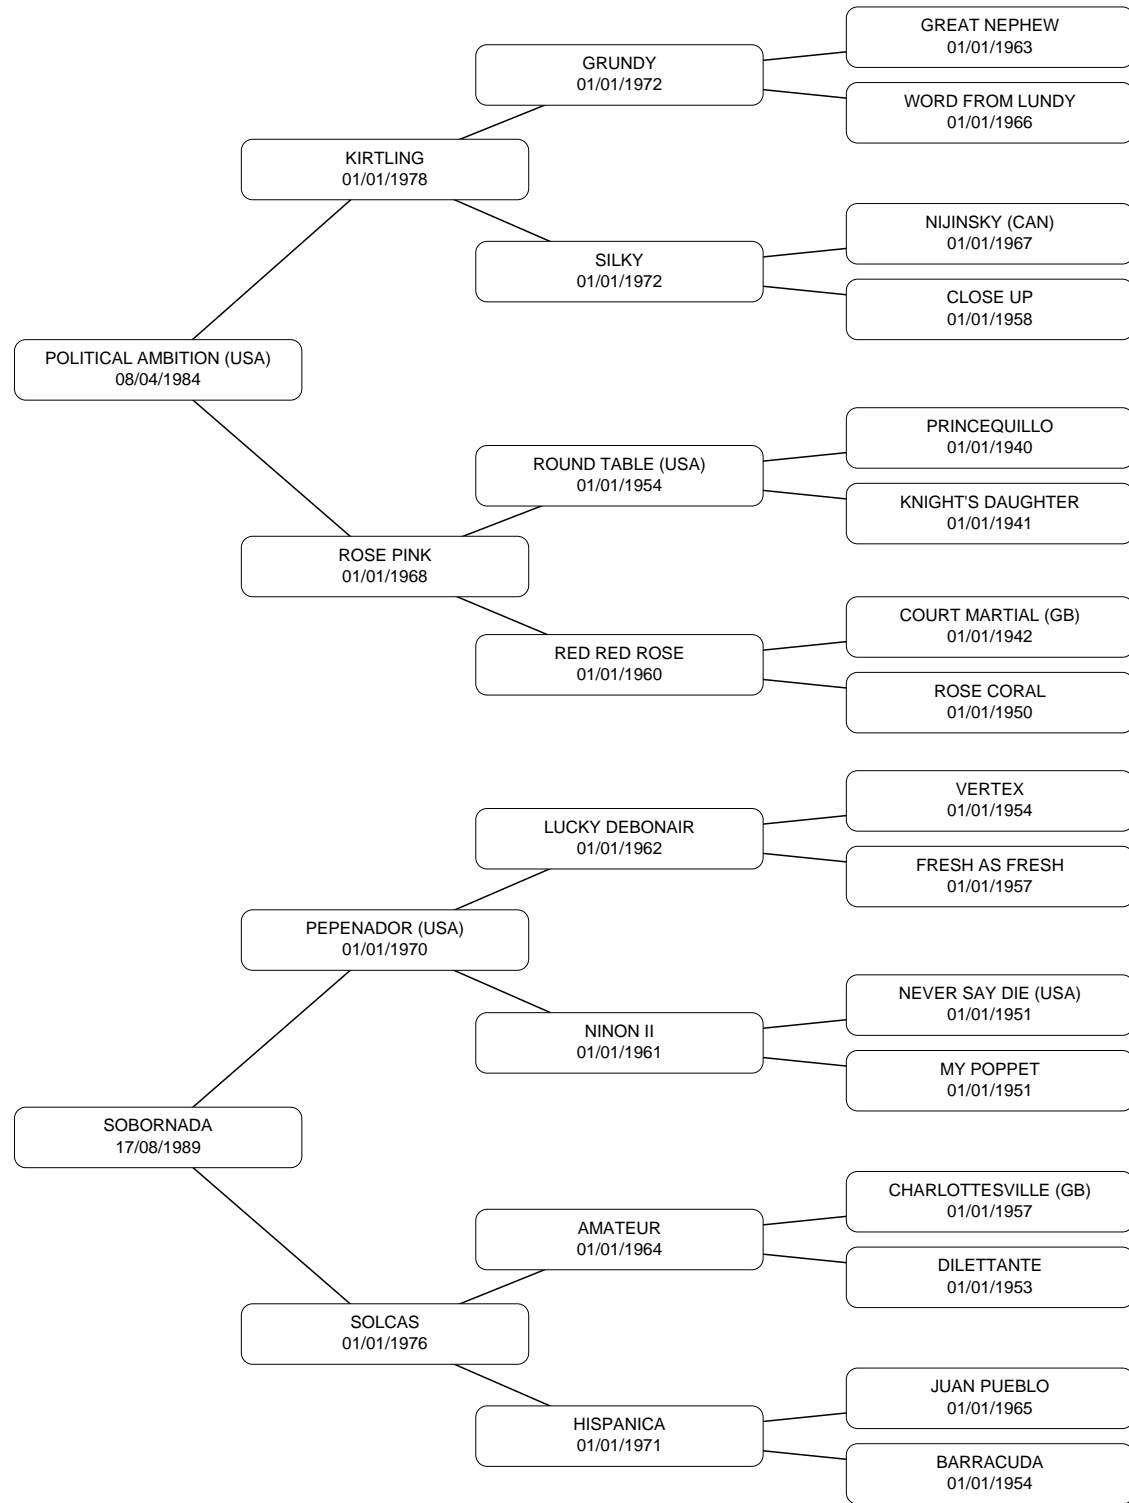 GREAT NEPHEW
01/01/1963
GRUNDY
01/01/1972
WORD FROM LUNDY
01/01/1966
KIRTLING
01/01/1978
NIJINSKY (CAN)
01/01/1967
SILKY
01/01/1972
CLOSE UP
01/01/1958
POLITICAL AMBITION (USA)
08/04/1984
PRINCEQUILLO
01/01/1940
ROUND TABLE (USA)
01/01/1954
KNIGHT'S DAUGHTER
01/01/1941
ROSE PINK
01/01/1968
COURT MARTIAL (GB)
01/01/1942
RED RED ROSE
01/01/1960
ROSE CORAL
01/01/1950
VERTEX
01/01/1954
LUCKY DEBONAIR
01/01/1962
FRESH AS FRESH
01/01/1957
PEPENADOR (USA)
01/01/1970
NEVER SAY DIE (USA)
01/01/1951
NINON II
01/01/1961
MY POPPET
01/01/1951
SOBORNADA
17/08/1989
CHARLOTTESVILLE (GB)
01/01/1957
AMATEUR
01/01/1964
DILETTANTE
01/01/1953
SOLCAS
01/01/1976
JUAN PUEBLO
01/01/1965
HISPANICA
01/01/1971
BARRACUDA
01/01/1954